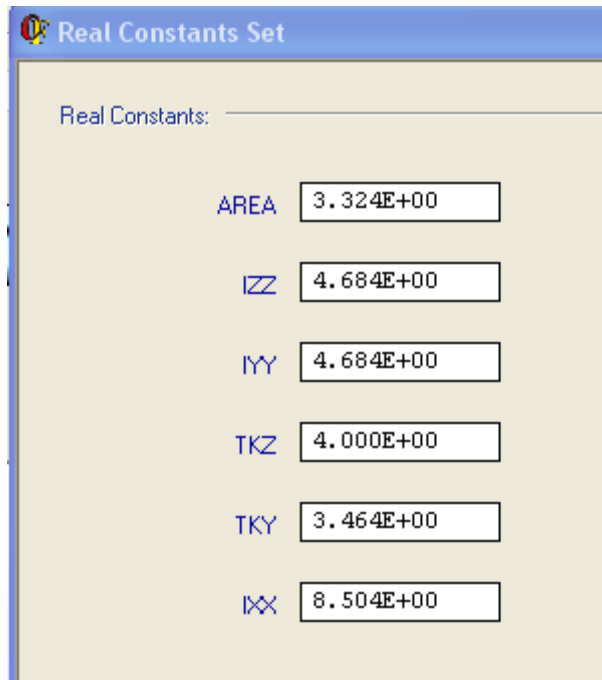 Real Constants Set
Real Constants:
AREA 3.324E+00
IZZ 4.684E+00
IYY 4.684E+00
TKZ 4.000E+00
TKY 3.464E+00
IXX 8.504E+00